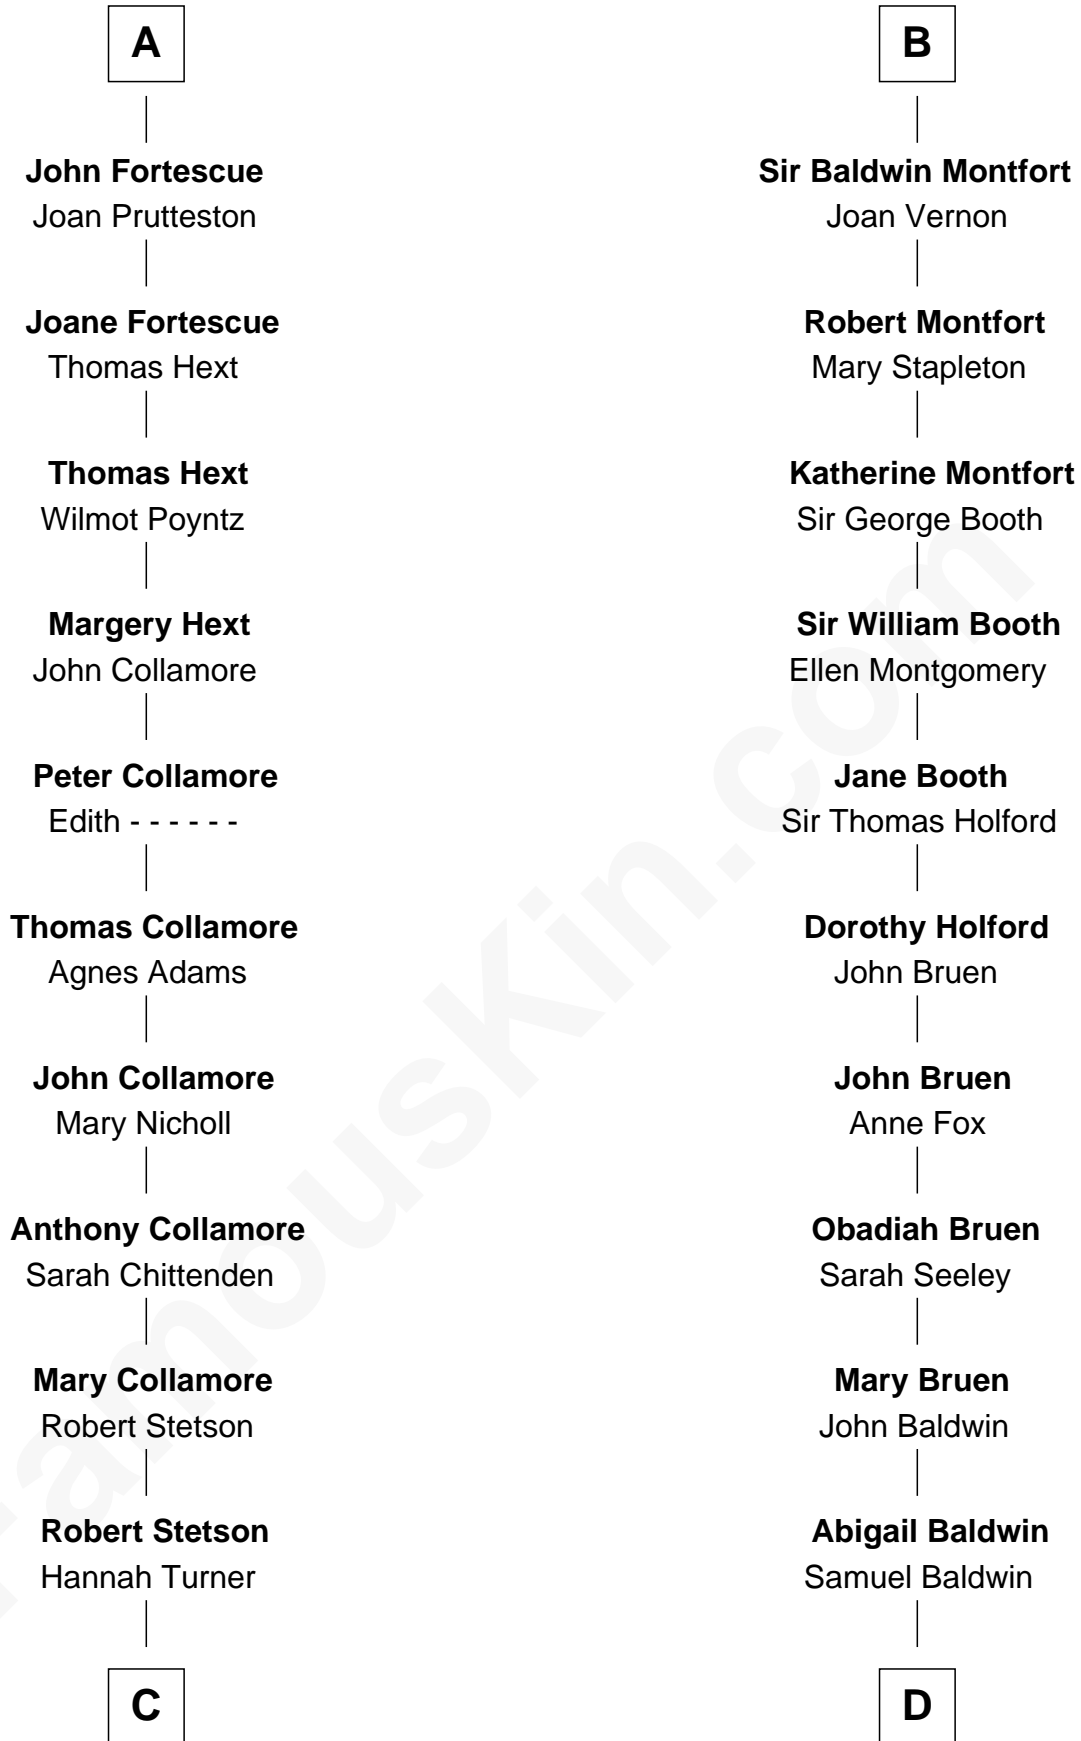 A
John Fortescue
Joan Prutteston
Joane Fortescue
Thomas Hext
Thomas Hext
Wilmot Poyntz
Margery Hext
John Collamore
Peter Collamore
Edith - - - - - -
Thomas Collamore
Agnes Adams
John Collamore
Mary Nicholl
Anthony Collamore
Sarah Chittenden
Mary Collamore
Robert Stetson
Robert Stetson
Hannah Turner
C
B
Sir Baldwin Montfort
Joan Vernon
Robert Montfort
Mary Stapleton
Katherine Montfort
Sir George Booth
Sir William Booth
Ellen Montgomery
Jane Booth
Sir Thomas Holford
Dorothy Holford
John Bruen
John Bruen
Anne Fox
Obadiah Bruen
Sarah Seeley
Mary Bruen
John Baldwin
Abigail Baldwin
Samuel Baldwin
D
FamousKin.com